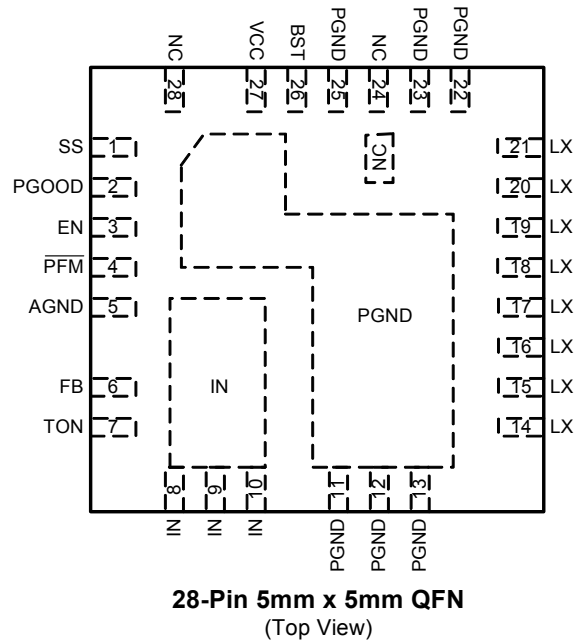 NC
VCC
BST
PGND
NC
PGND
PGND
28
27
26
25
24
23
22
SS 1
PGOOD 2
EN 3
PFM 4
AGND 5
FB 6
TON 7
NC
PGND
IN
21 LX
20 LX
19 LX
18 LX
17 LX
16 LX
15 LX
14 LX
8
9
10
11
12
13
IN
IN
IN
PGND
PGND
PGND
28-Pin 5mm x 5mm QFN
(Top View)